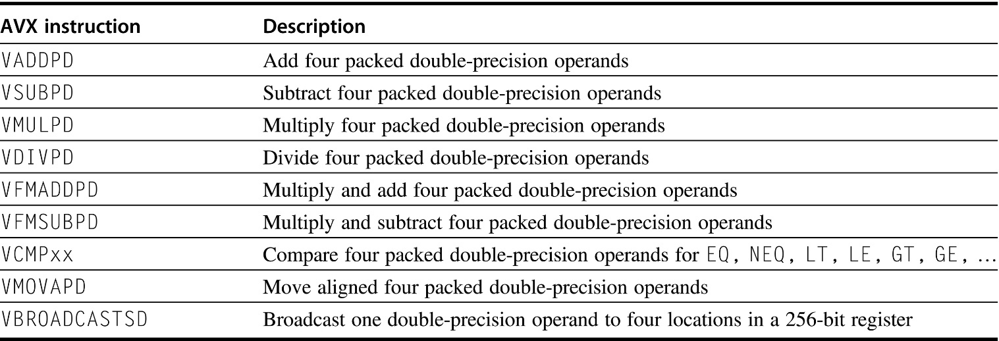 AVX instruction Description
VADDPD Add four packed double-precision operands
VSUBPD Subtract four packed double-precision operands
VMULPD Multiply four packed double-precision operands
VDIVPD Divide four packed double-precision operands
VFMADDPD Multiply and add four packed double-precision operands
VFMSUBPD Multiply and subtract four packed double-precision operands
VCMPxx Compare four packed double-precision operands for EQ, NEQ, LT, LE, GT, GE, …
VMOVAPD Move aligned four packed double-precision operands
VBROADCASTSD Broadcast one double-precision operand to four locations in a 256-bit register